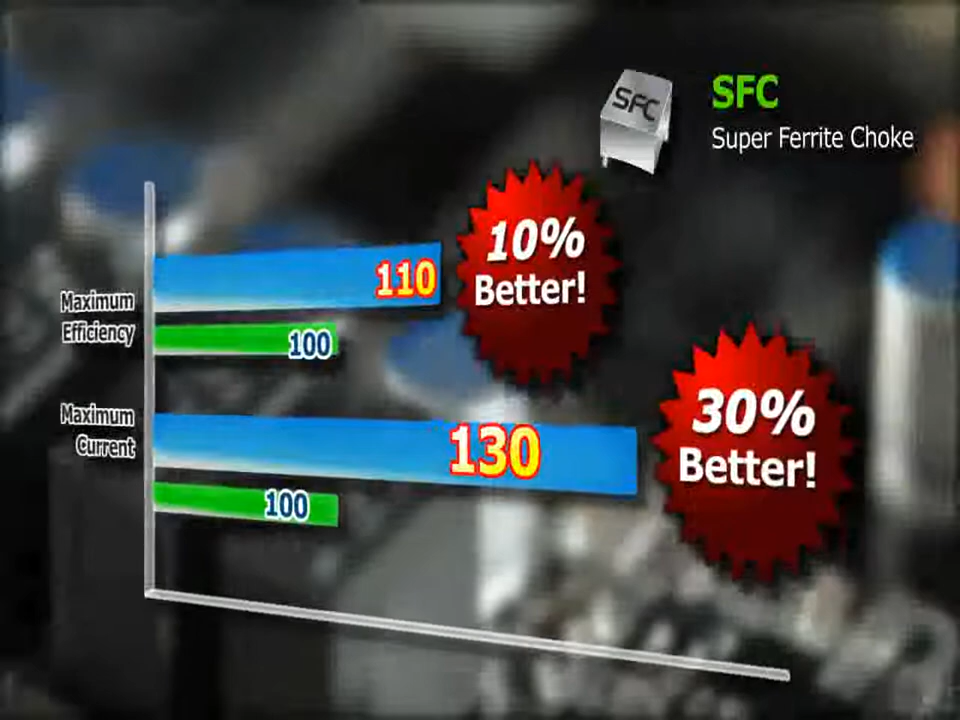 SFC
SFC
Super Ferrite Choke
10%
Better!
110
Maximum
Efficiency
100
30%
Better!
Maximum
Current
130
100